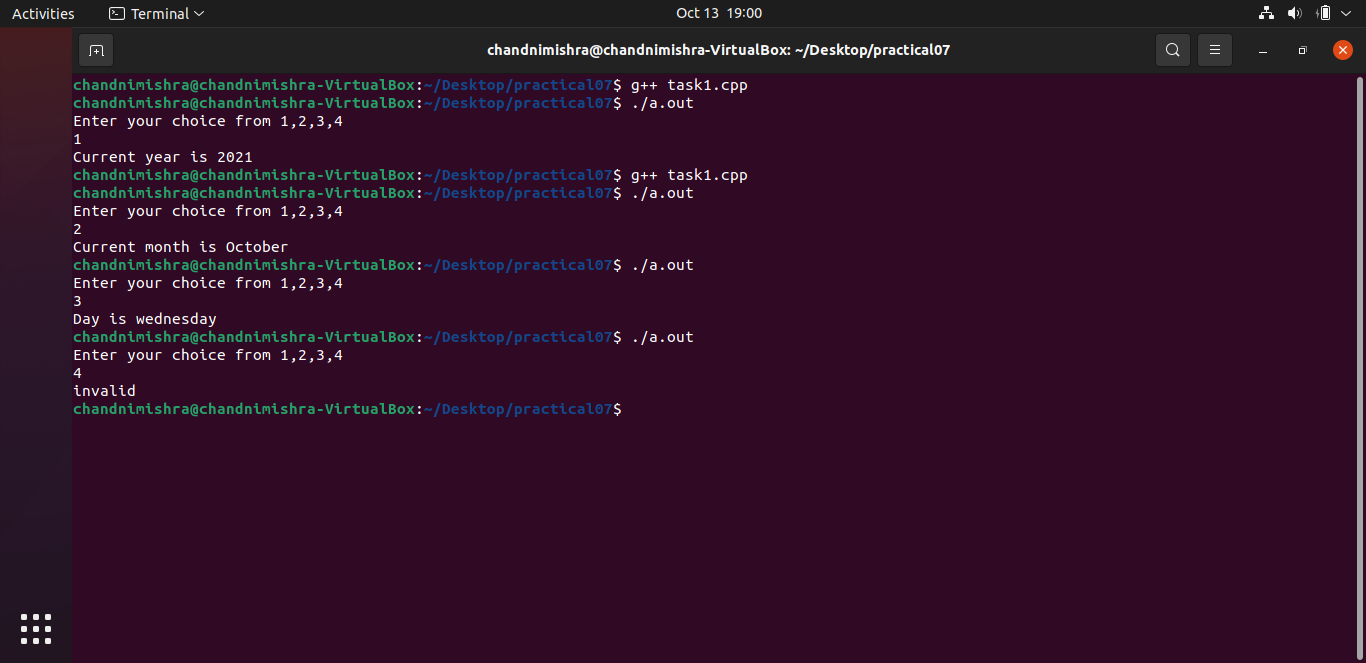 Activities Terminal Oct 13 19:00
chandnimishra@chandnimishra-VirtualBox: ~/Desktop/practical07
chandnimishra@chandnimishra-VirtualBox:~/Desktop/practical07$ g++ task1.cpp
chandnimishra@chandnimishra-VirtualBox:~/Desktop/practical07$ ./a.out
Enter your choice from 1,2,3,4
1
Current year is 2021
chandnimishra@chandnimishra-VirtualBox:~/Desktop/practical07$ g++ task1.cpp
chandnimishra@chandnimishra-VirtualBox:~/Desktop/practical07$ ./a.out
Enter your choice from 1,2,3,4
2
Current month is October
chandnimishra@chandnimishra-VirtualBox:~/Desktop/practical07$ ./a.out
Enter your choice from 1,2,3,4
3
Day is wednesday
chandnimishra@chandnimishra-VirtualBox:~/Desktop/practical07$ ./a.out
Enter your choice from 1,2,3,4
4
invalid
chandnimishra@chandnimishra-VirtualBox:~/Desktop/practical07$